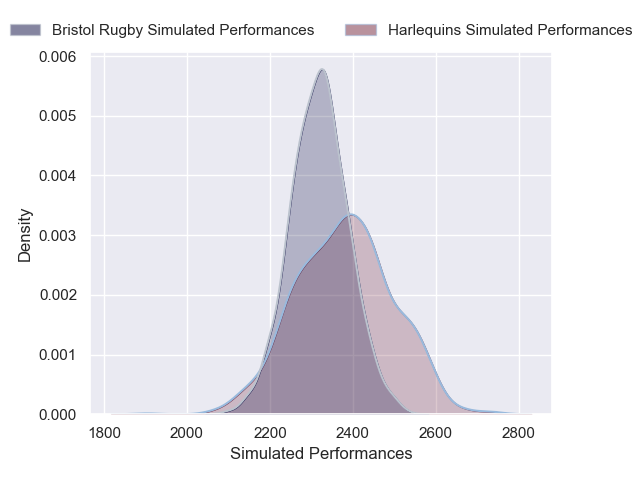 Bristol Rugby Simulated Performances Harlequins Simulated Performances
0.006
0.005
0.004
0.003
0.002
0.001
0.000
Density
1800 2000 2200 2400 2600 2800
Simulated Performances